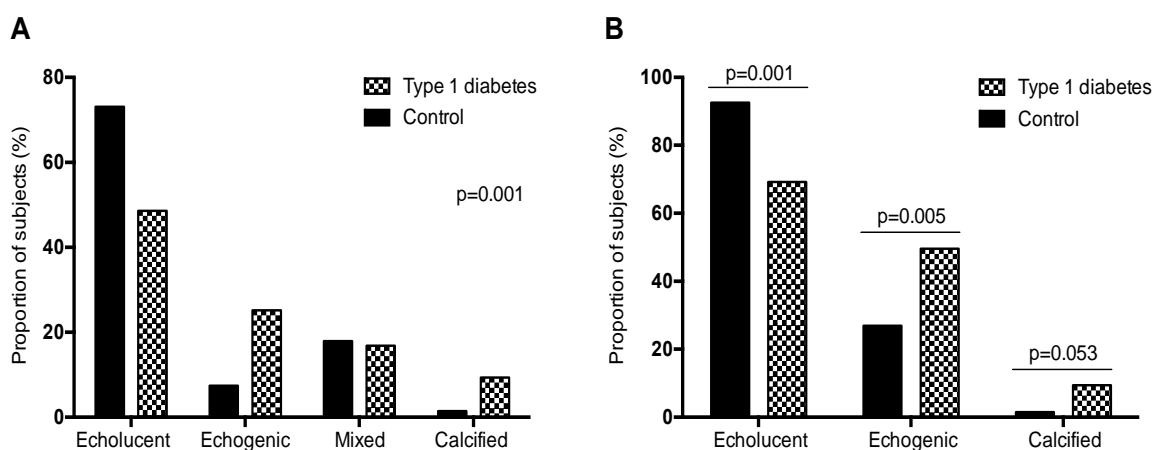 A
Proportion of subjects (%)
80
60
40
20
0
Type 1 diabetes
Control
p=0.001
Echolucent Echogenic Mixed Calcified
B
Proportion of subjects (%)
100
80
60
40
20
0
p=0.001
Type 1 diabetes
Control
p=0.005
p=0.053
Echolucent Echogenic Calcified